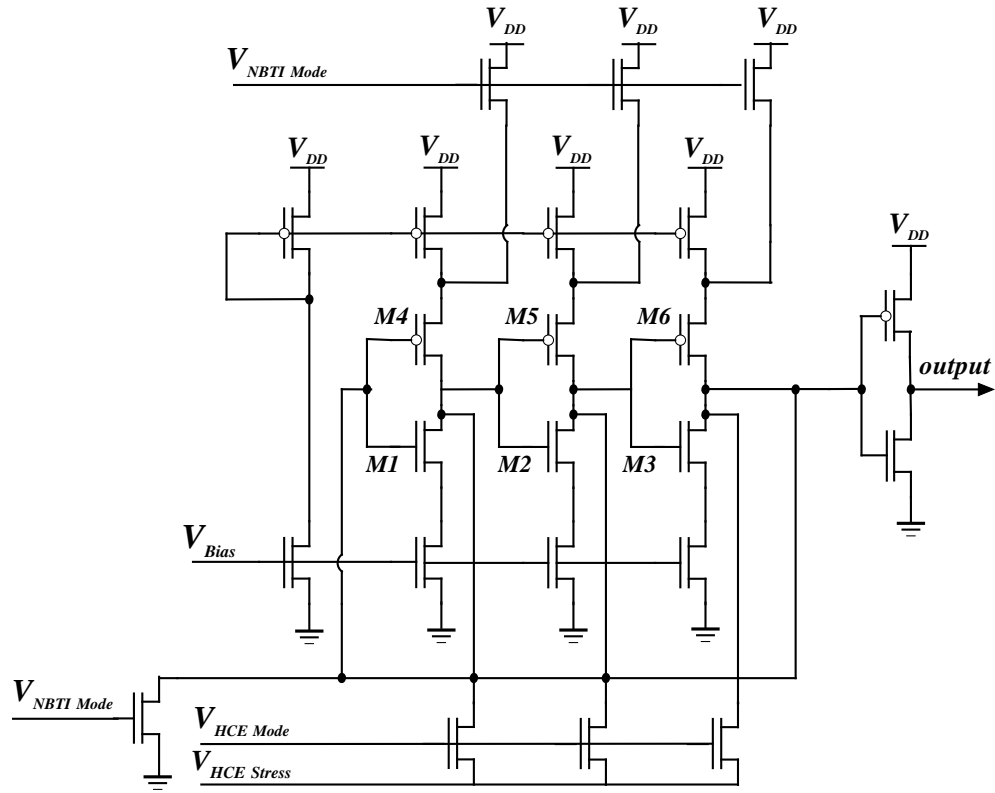 V_DD V_DD V_DD
V_NBTI Mode
V_DD V_DD V_DD V_DD
V_DD
M4 M5 M6
output
M1 M2 M3
V_Bias
V_NBTI Mode
V_HCE Mode
V_HCE Stress